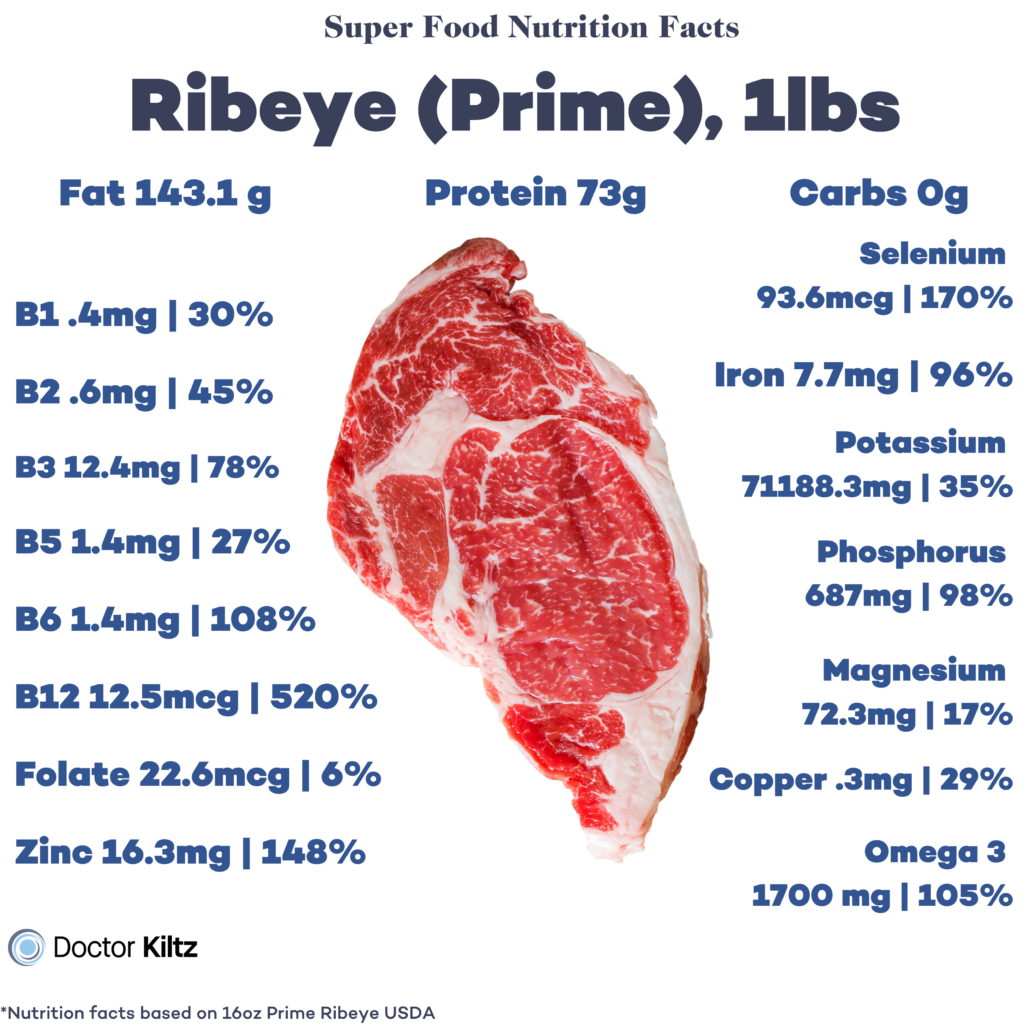 Super Food Nutrition Facts
Ribeye (Prime), 1lbs
Fat 143.1 g
Protein 73g
Carbs 0g
B1 .4mg | 30%
B2 .6mg | 45%
B3 12.4mg | 78%
B5 1.4mg | 27%
B6 1.4mg | 108%
B12 12.5mcg | 520%
Folate 22.6mcg | 6%
Zinc 16.3mg | 148%
Selenium
93.6mcg | 170%
Iron 7.7mg | 96%
Potassium
71188.3mg | 35%
Phosphorus
687mg | 98%
Magnesium
72.3mg | 17%
Copper .3mg | 29%
Omega 3
1700 mg | 105%
Doctor Kiltz
*Nutrition facts based on 16oz Prime Ribeye USDA